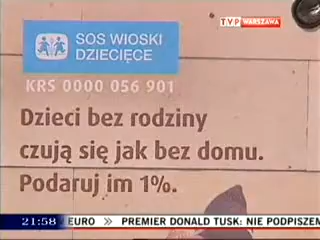 TVP WARSZAWA
SOS WIOSKI
DZIECIĘCE
KRS 0000 056 901
Dzieci bez rodziny
czują się jak bez domu.
Podaruj im 1%.
21:58 EURO >> PREMIER DONALD TUSK: NIE PODPISZEM